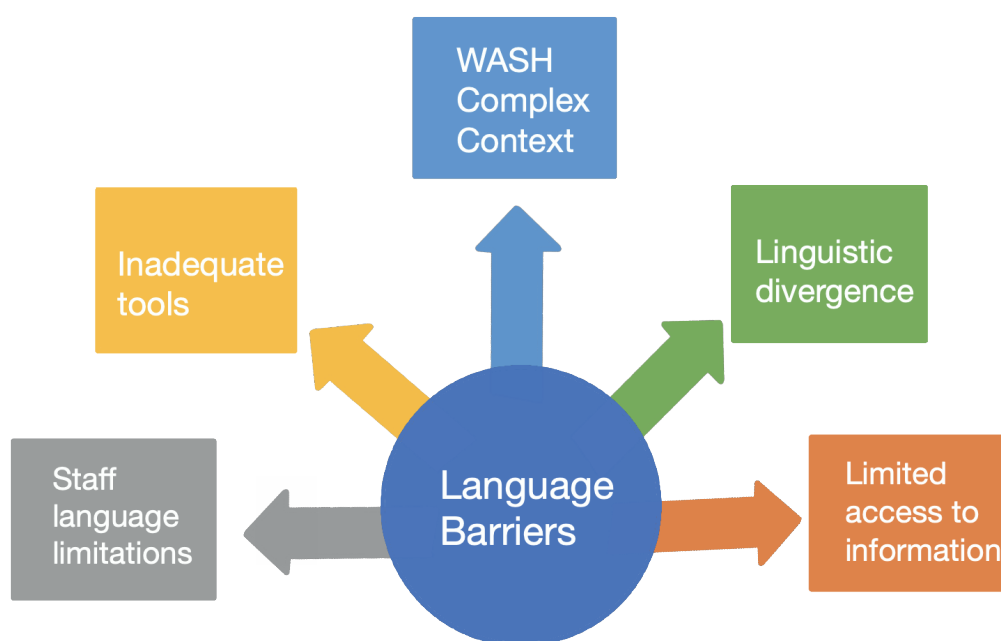 WASH
Complex
Context
Inadequate
tools
Linguistic
divergence
Staff
language
limitations
Language
Barriers
Limited
access to
information